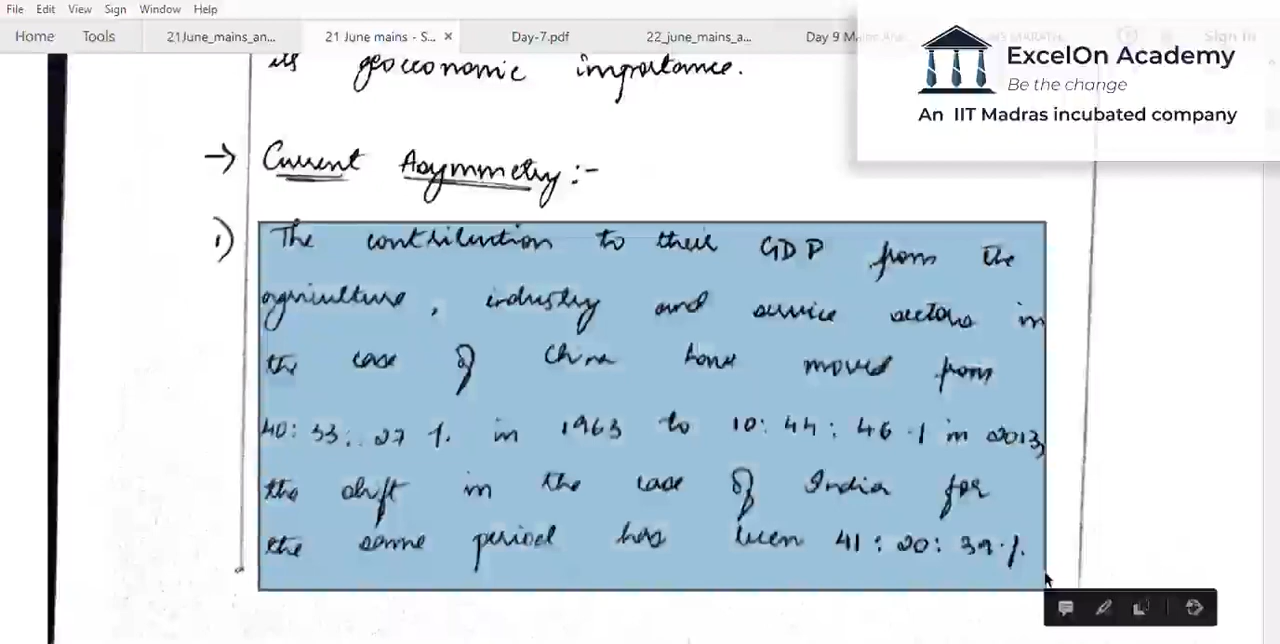 File Edit View Sign Window Help
Home Tools 21June_mains_an... 21 June mains - S... × Day-7.pdf 22_june_mains_a... Day 9 M
Sign In
ExcelOn Academy
Be the change
An IIT Madras incubated company
its geoeconomic importance.
→ Current Asymmetry :-
1) The contribution to their GDP from the
agriculture, industry and service sectors in
the case of China have moved from
40: 33: 27 %. in 1963 to 10: 44: 46 % in 2013,
the shift in the case of India for
the same period has been 41: 20: 39 %.